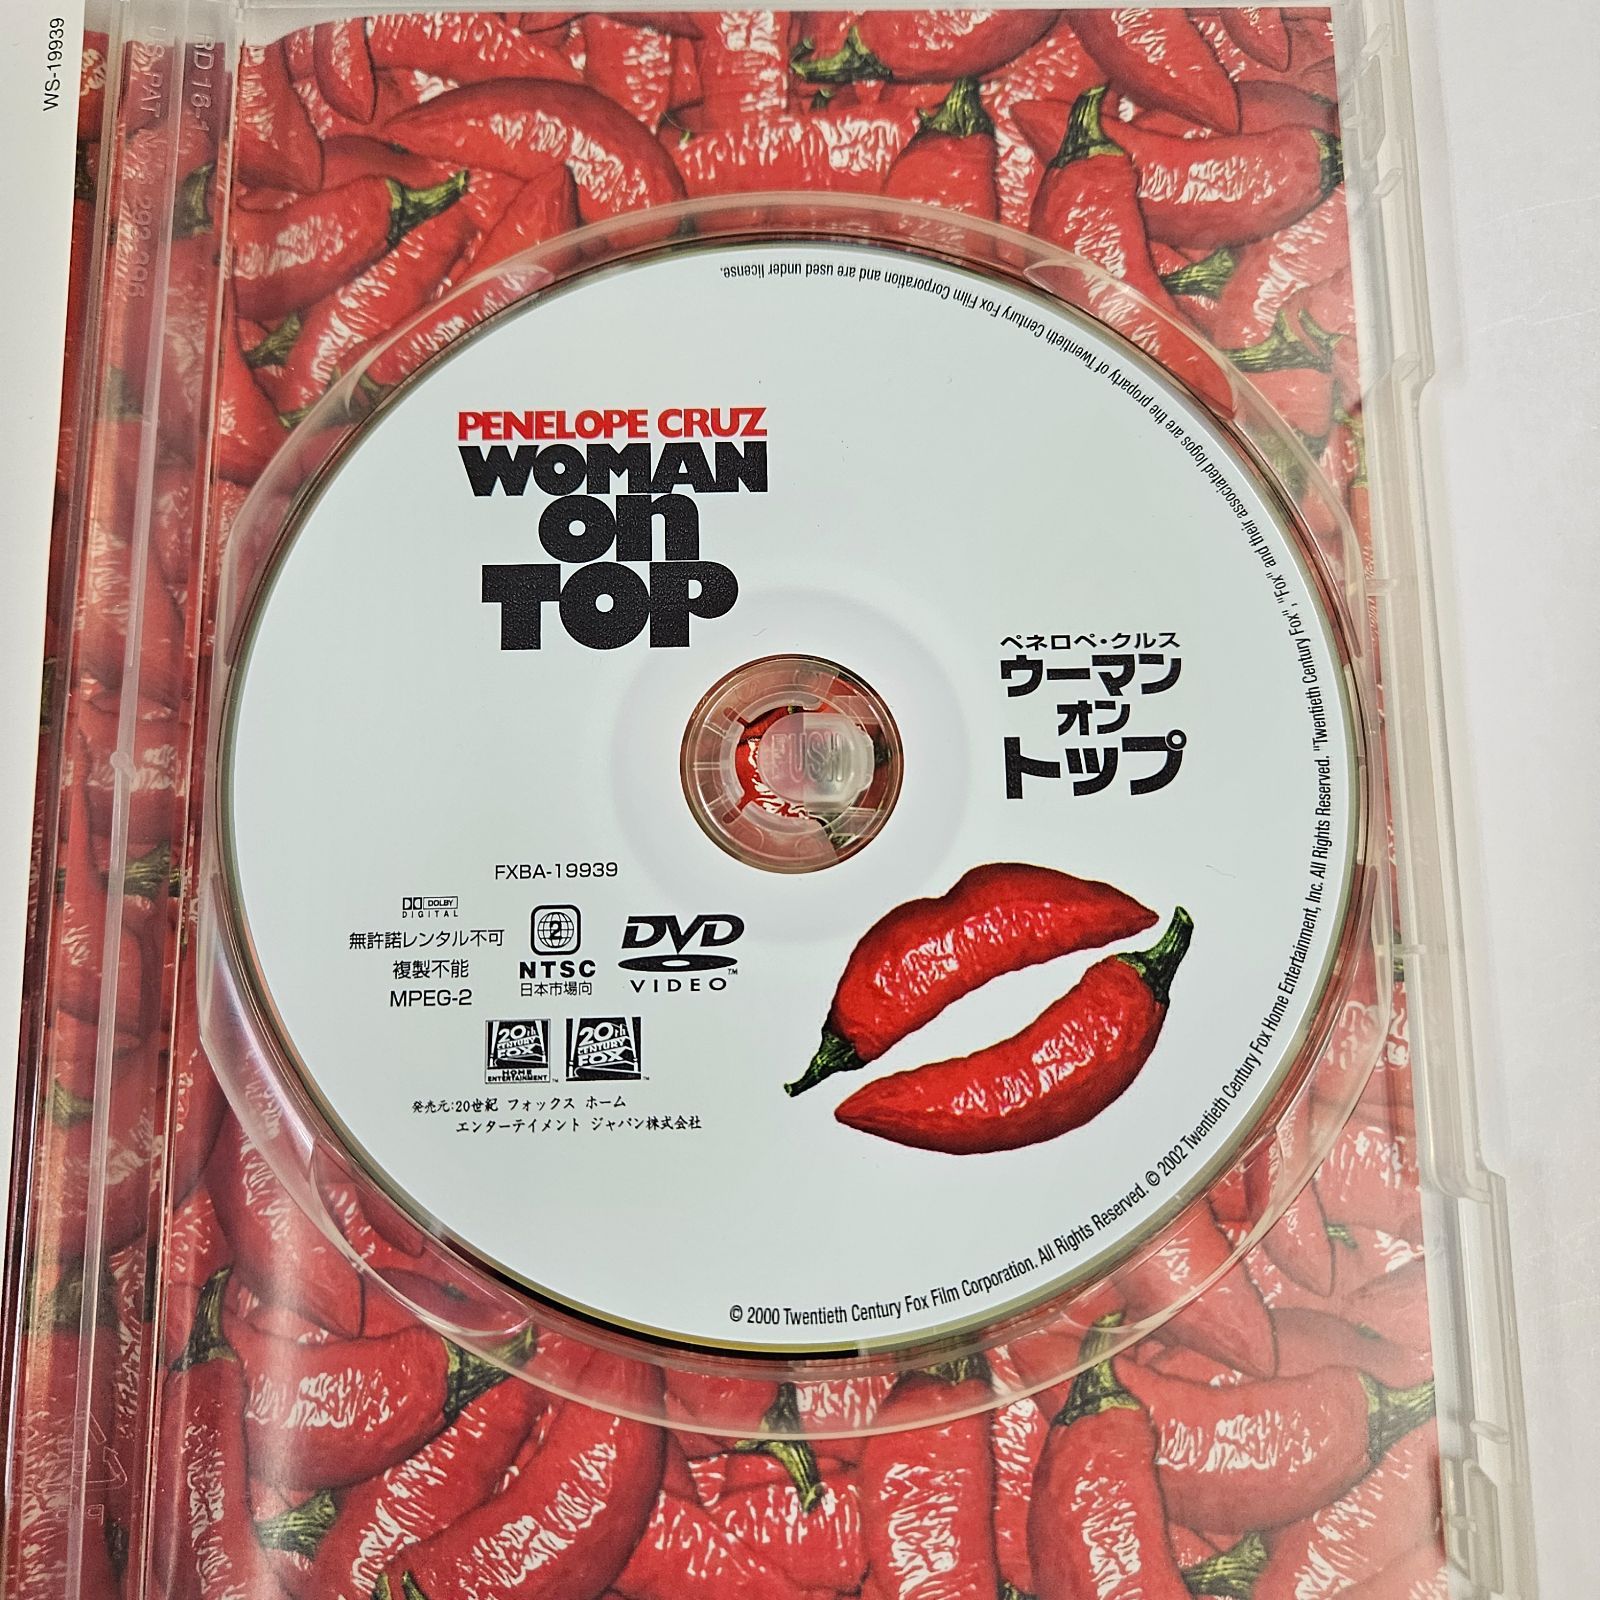 WS-19939
RD16-1
PENELOPE CRUZ
WOMAN
on
TOP
ペネロペ・クルス
ウーマン
オン
トップ
PUSH
FXBA-19939
DOLBY
DIGITAL
無許諾レンタル不可
複製不能
MPEG-2
2
NTSC
日本市場向
DVD
VIDEO™
20th
CENTURY
FOX
HOME
ENTERTAINMENT
20th
CENTURY
FOX
発売元:20世紀 フォックス ホーム
エンターテイメント ジャパン株式会社
© 2000 Twentieth Century Fox Film Corporation. All Rights Reserved. © 2002 Twentieth Century Fox Home Entertainment, Inc. All Rights Reserved. "Twentieth Century Fox", "Fox" and their associated logos are the property of Twentieth Century Fox Film Corporation and are used under license.